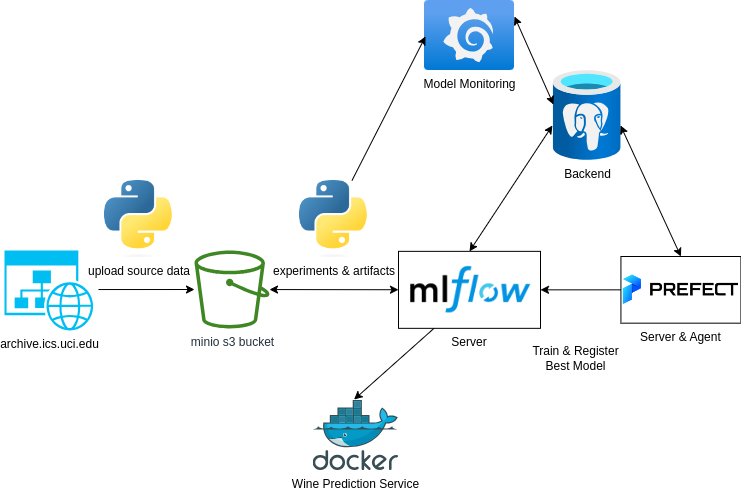 Model Monitoring
Backend
upload source data
experiments & artifacts
mlflow
PREFECT
archive.ics.uci.edu
minio s3 bucket
Server
Server & Agent
Train & Register
Best Model
docker
Wine Prediction Service